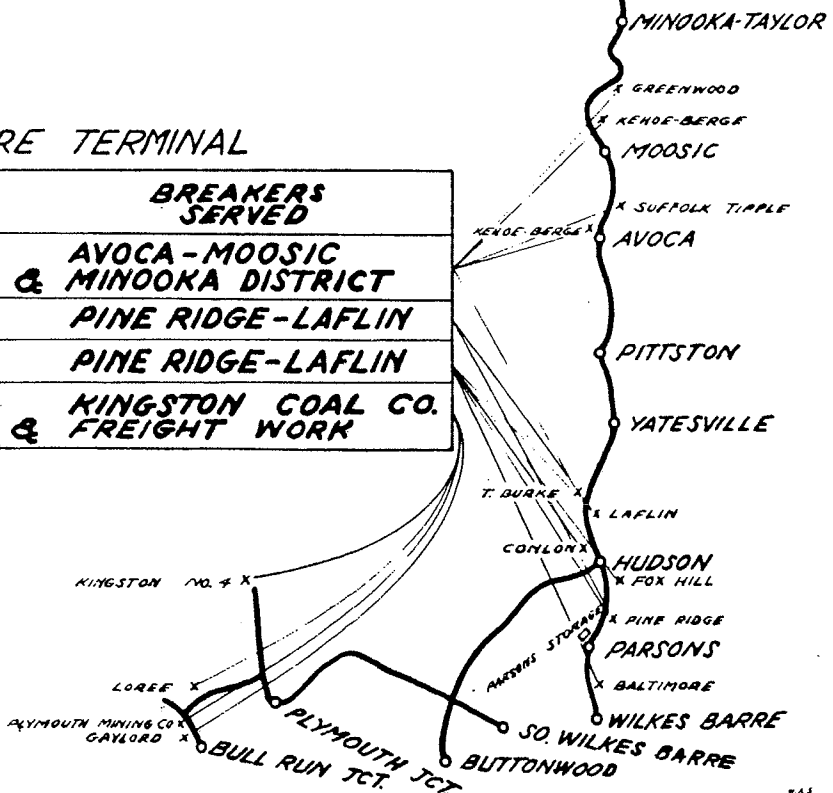 MINOOKA-TAYLOR
GREENWOOD
KEHOE-BERGE
MOOSIC
RE TERMINAL
BREAKERS
SERVED
SUFFOLK TIPPLE
KEHOE-BERGE
AVOCA
AVOCA-MOOSIC
& MINOOKA DISTRICT
PINE RIDGE-LAFLIN
PINE RIDGE-LAFLIN
KINGSTON COAL CO.
& FREIGHT WORK
PITTSTON
YATESVILLE
T. BURKE
LAFLIN
CONLON
HUDSON
FOX HILL
KINGSTON NO. 4
PINE RIDGE
PARSONS STORAGE
PARSONS
BALTIMORE
LOREE
PLYMOUTH MINING CO
GAYLORD
BULL RUN JCT.
PLYMOUTH JCT
SO. WILKES BARRE
WILKES BARRE
BUTTONWOOD